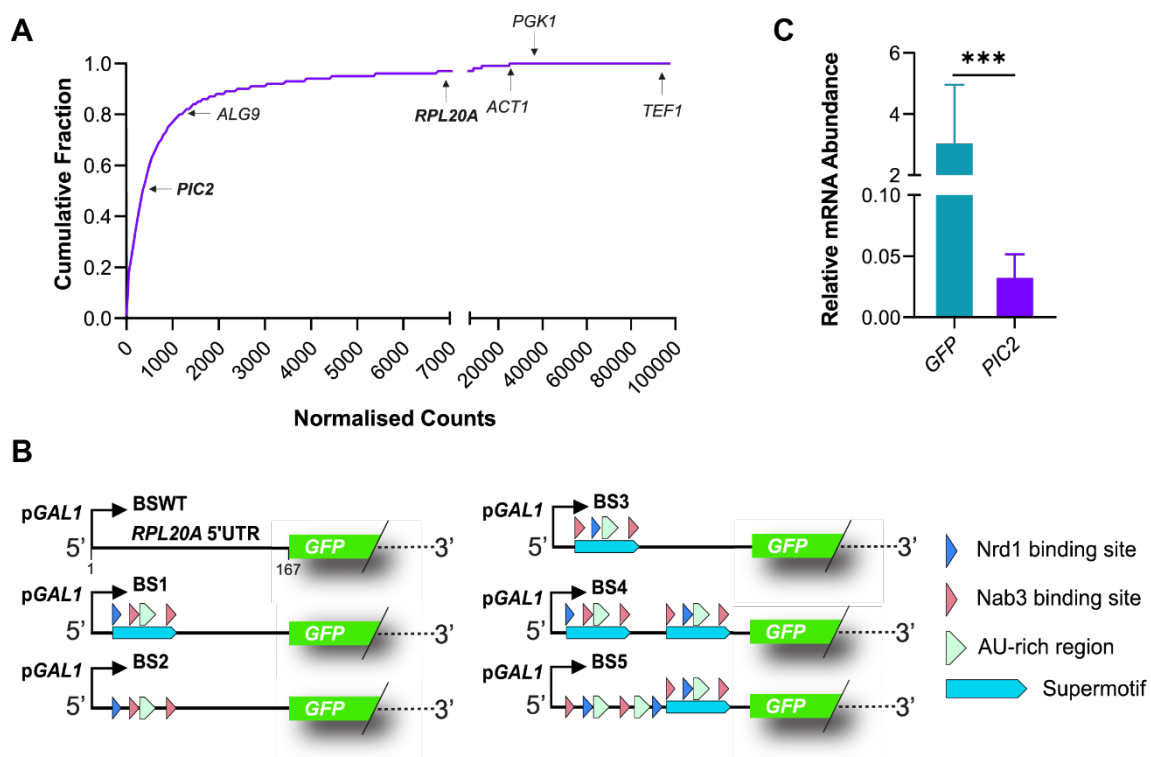 A
Cumulative Fraction
1.0
0.8
0.6
0.4
0.2
0.0
PGK1
ALG9
RPL20A
ACT1
TEF1
PIC2
0 1000 2000 3000 4000 5000 6000 7000 20000 40000 60000 80000 100000
Normalised Counts
C
Relative mRNA Abundance
6
4
2
0.10
0.05
0.00
***
GFP PIC2
B
pGAL1 BSWT
RPL20A 5'UTR
5' GFP 3’
1 167
pGAL1 BS1
5' GFP 3’
pGAL1 BS2
5' GFP 3’
pGAL1 BS3
5' GFP 3’
pGAL1 BS4
5' GFP 3’
pGAL1 BS5
5' GFP 3’
Nrd1 binding site
Nab3 binding site
AU-rich region
Supermotif